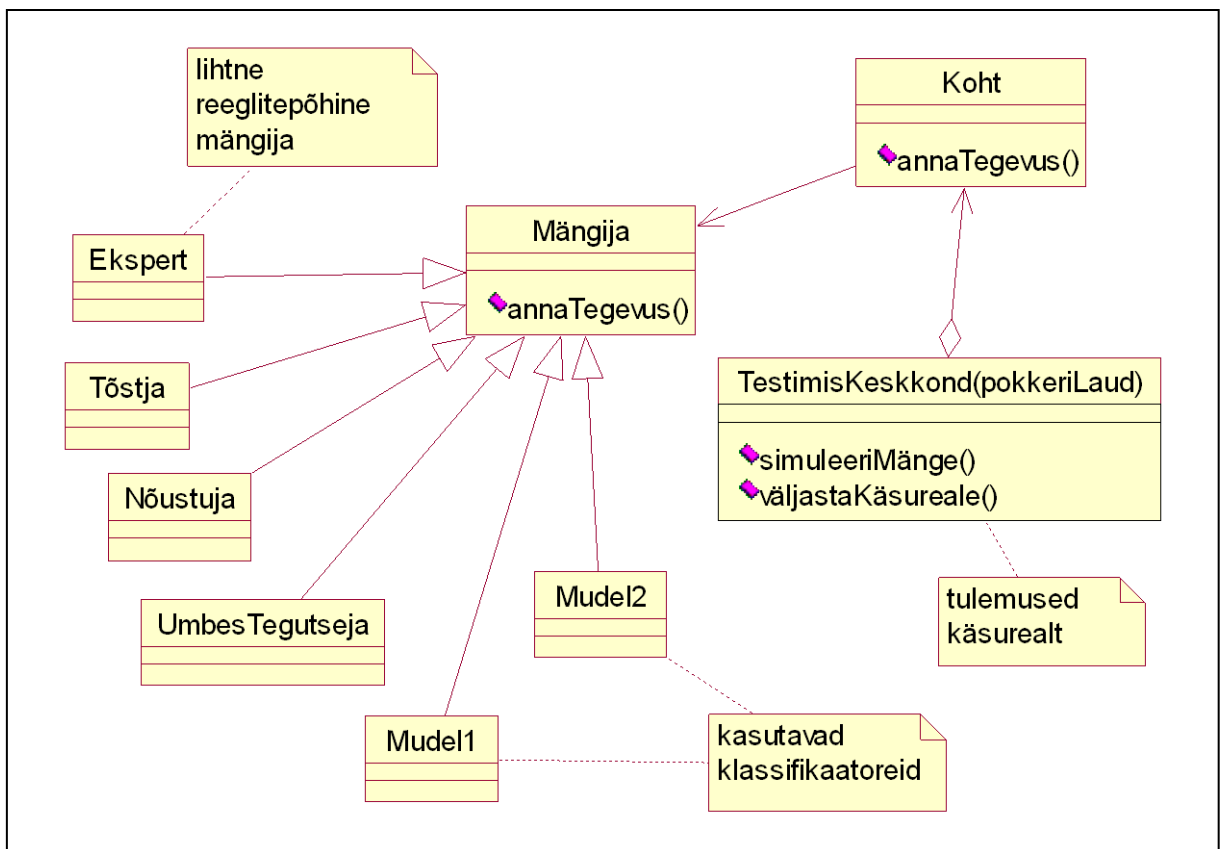 lihtne
reeglitepõhine
mängija
Koht
annaTegevus()
Mängija
annaTegevus()
Ekspert
Tõstja
TestimisKeskkond(pokkeriLaud)
simuleeriMänge()
väljastaKäsureale()
Nõustuja
UmbesTegutseja
Mudel2
tulemused
käsurealt
Mudel1
kasutavad
klassifikaatoreid